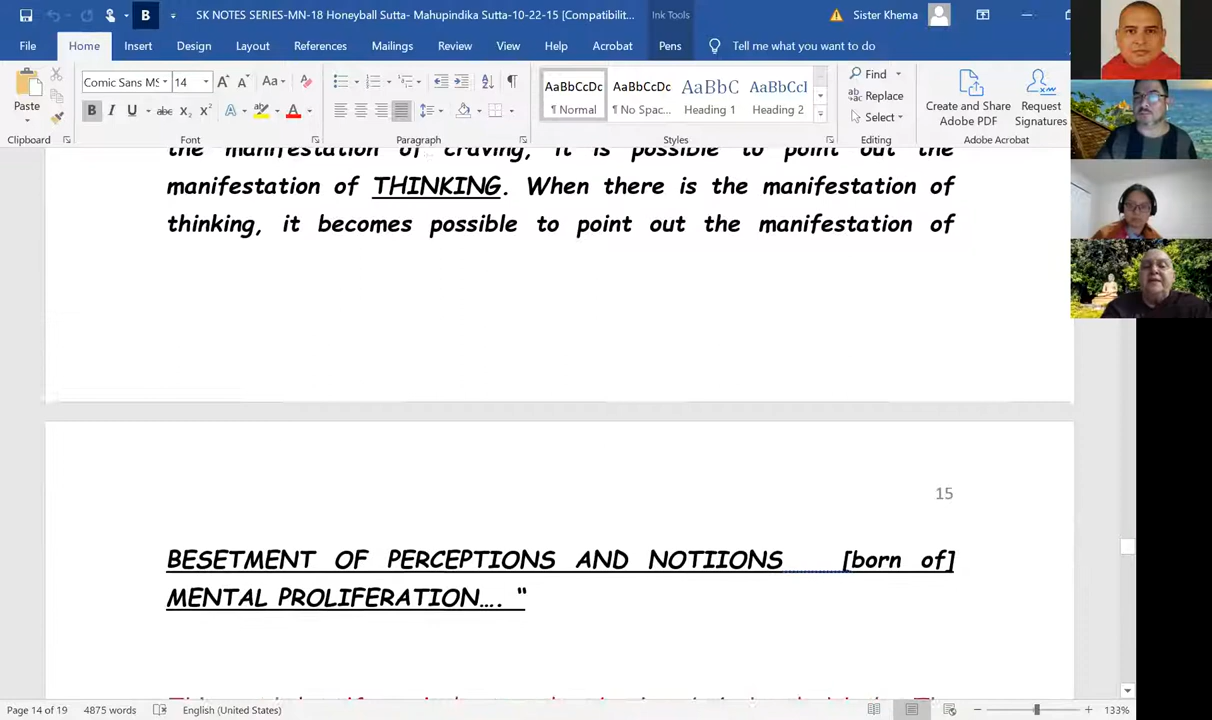 SK NOTES SERIES-MN-18 Honeyball Sutta- Mahupindika Sutta-10-22-15 [Compatibilit...
Ink Tools
Sister Khema
File Home Insert Design Layout References Mailings Review View Help Acrobat Pens Tell me what you want to do
Comic Sans MS 14
Paste
AaBbCcDc AaBbCcDc AaBbC AaBbCcI
¶ Normal ¶ No Spac... Heading 1 Heading 2
Find
Replace
Select
Create and Share Adobe PDF
Request Signatures
Clipboard Font Paragraph Styles Editing Adobe Acrobat
the manifestation of craving, it is possible to point out the
manifestation of THINKING. When there is the manifestation of
thinking, it becomes possible to point out the manifestation of
15
BESETMENT OF PERCEPTIONS AND NOTIIONS [born of]
MENTAL PROLIFERATION.... "
Page 14 of 19 4875 words English (United States) 133%